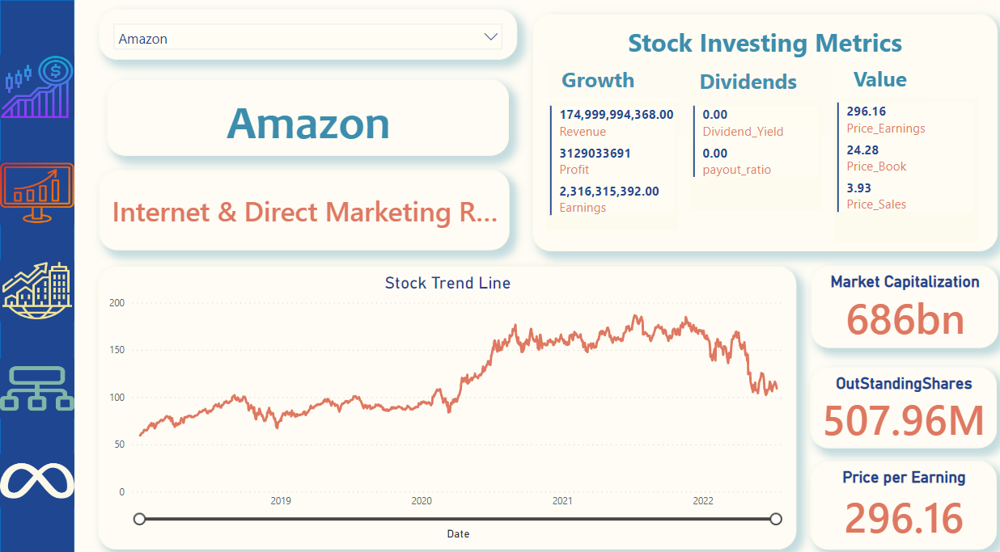 Amazon
Amazon
Internet & Direct Marketing R...
Stock Investing Metrics
Growth
174,999,994,368.00
Revenue
3129033691
Profit
2,316,315,392.00
Earnings
Dividends
0.00
Dividend_Yield
0.00
payout_ratio
Value
296.16
Price_Earnings
24.28
Price_Book
3.93
Price_Sales
Stock Trend Line
200
150
100
50
0
2019 2020 2021 2022
Date
Market Capitalization
686bn
OutStandingShares
507.96M
Price per Earning
296.16
$